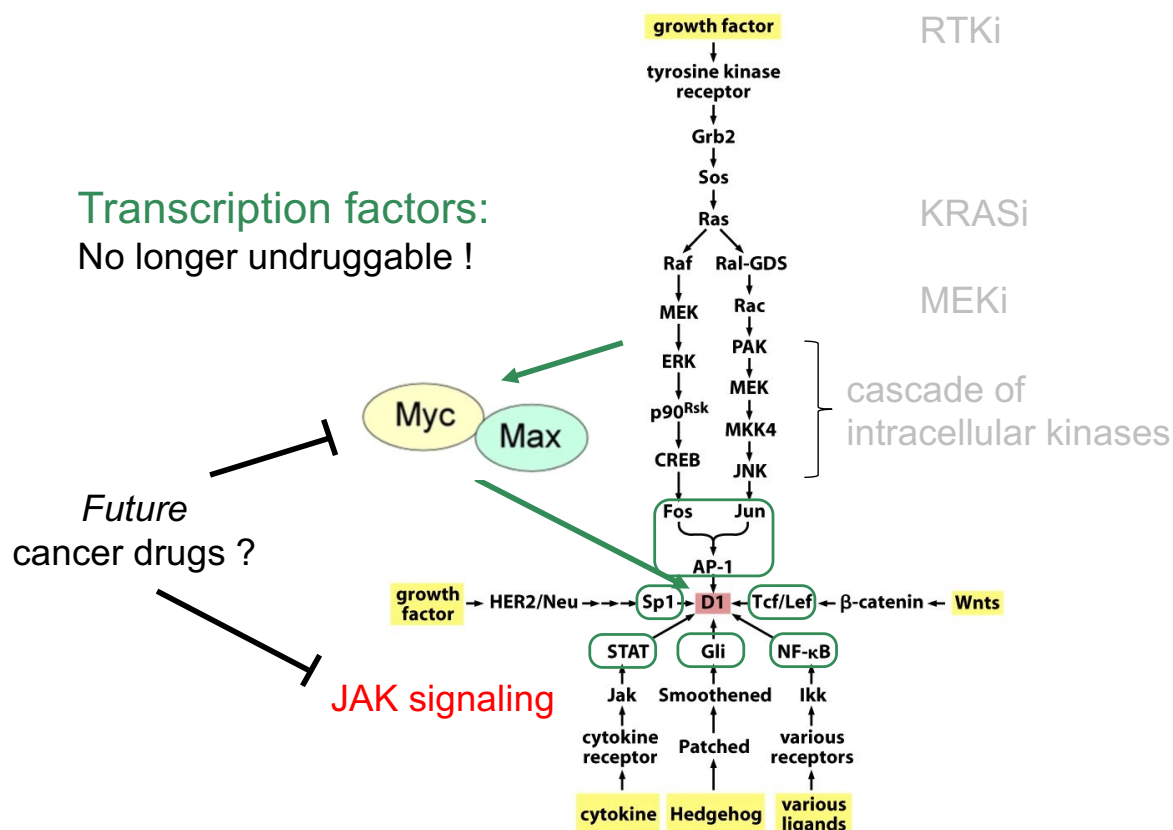 growth factor
RTKi
tyrosine kinase
receptor
Grb2
Sos
Transcription factors:
No longer undruggable !
Ras
KRASi
Raf
Ral-GDS
MEK
Rac
MEKi
ERK
PAK
p90Rsk
MEK
cascade of
intracellular kinases
Myc
Max
MKK4
CREB
JNK
Future
cancer drugs ?
Fos
Jun
AP-1
growth
factor
HER2/Neu
Sp1
D1
Tcf/Lef
β-catenin
Wnts
STAT
Gli
NF-κB
JAK signaling
Jak
Smoothened
Ikk
cytokine
receptor
Patched
various
receptors
cytokine
Hedgehog
various
ligands